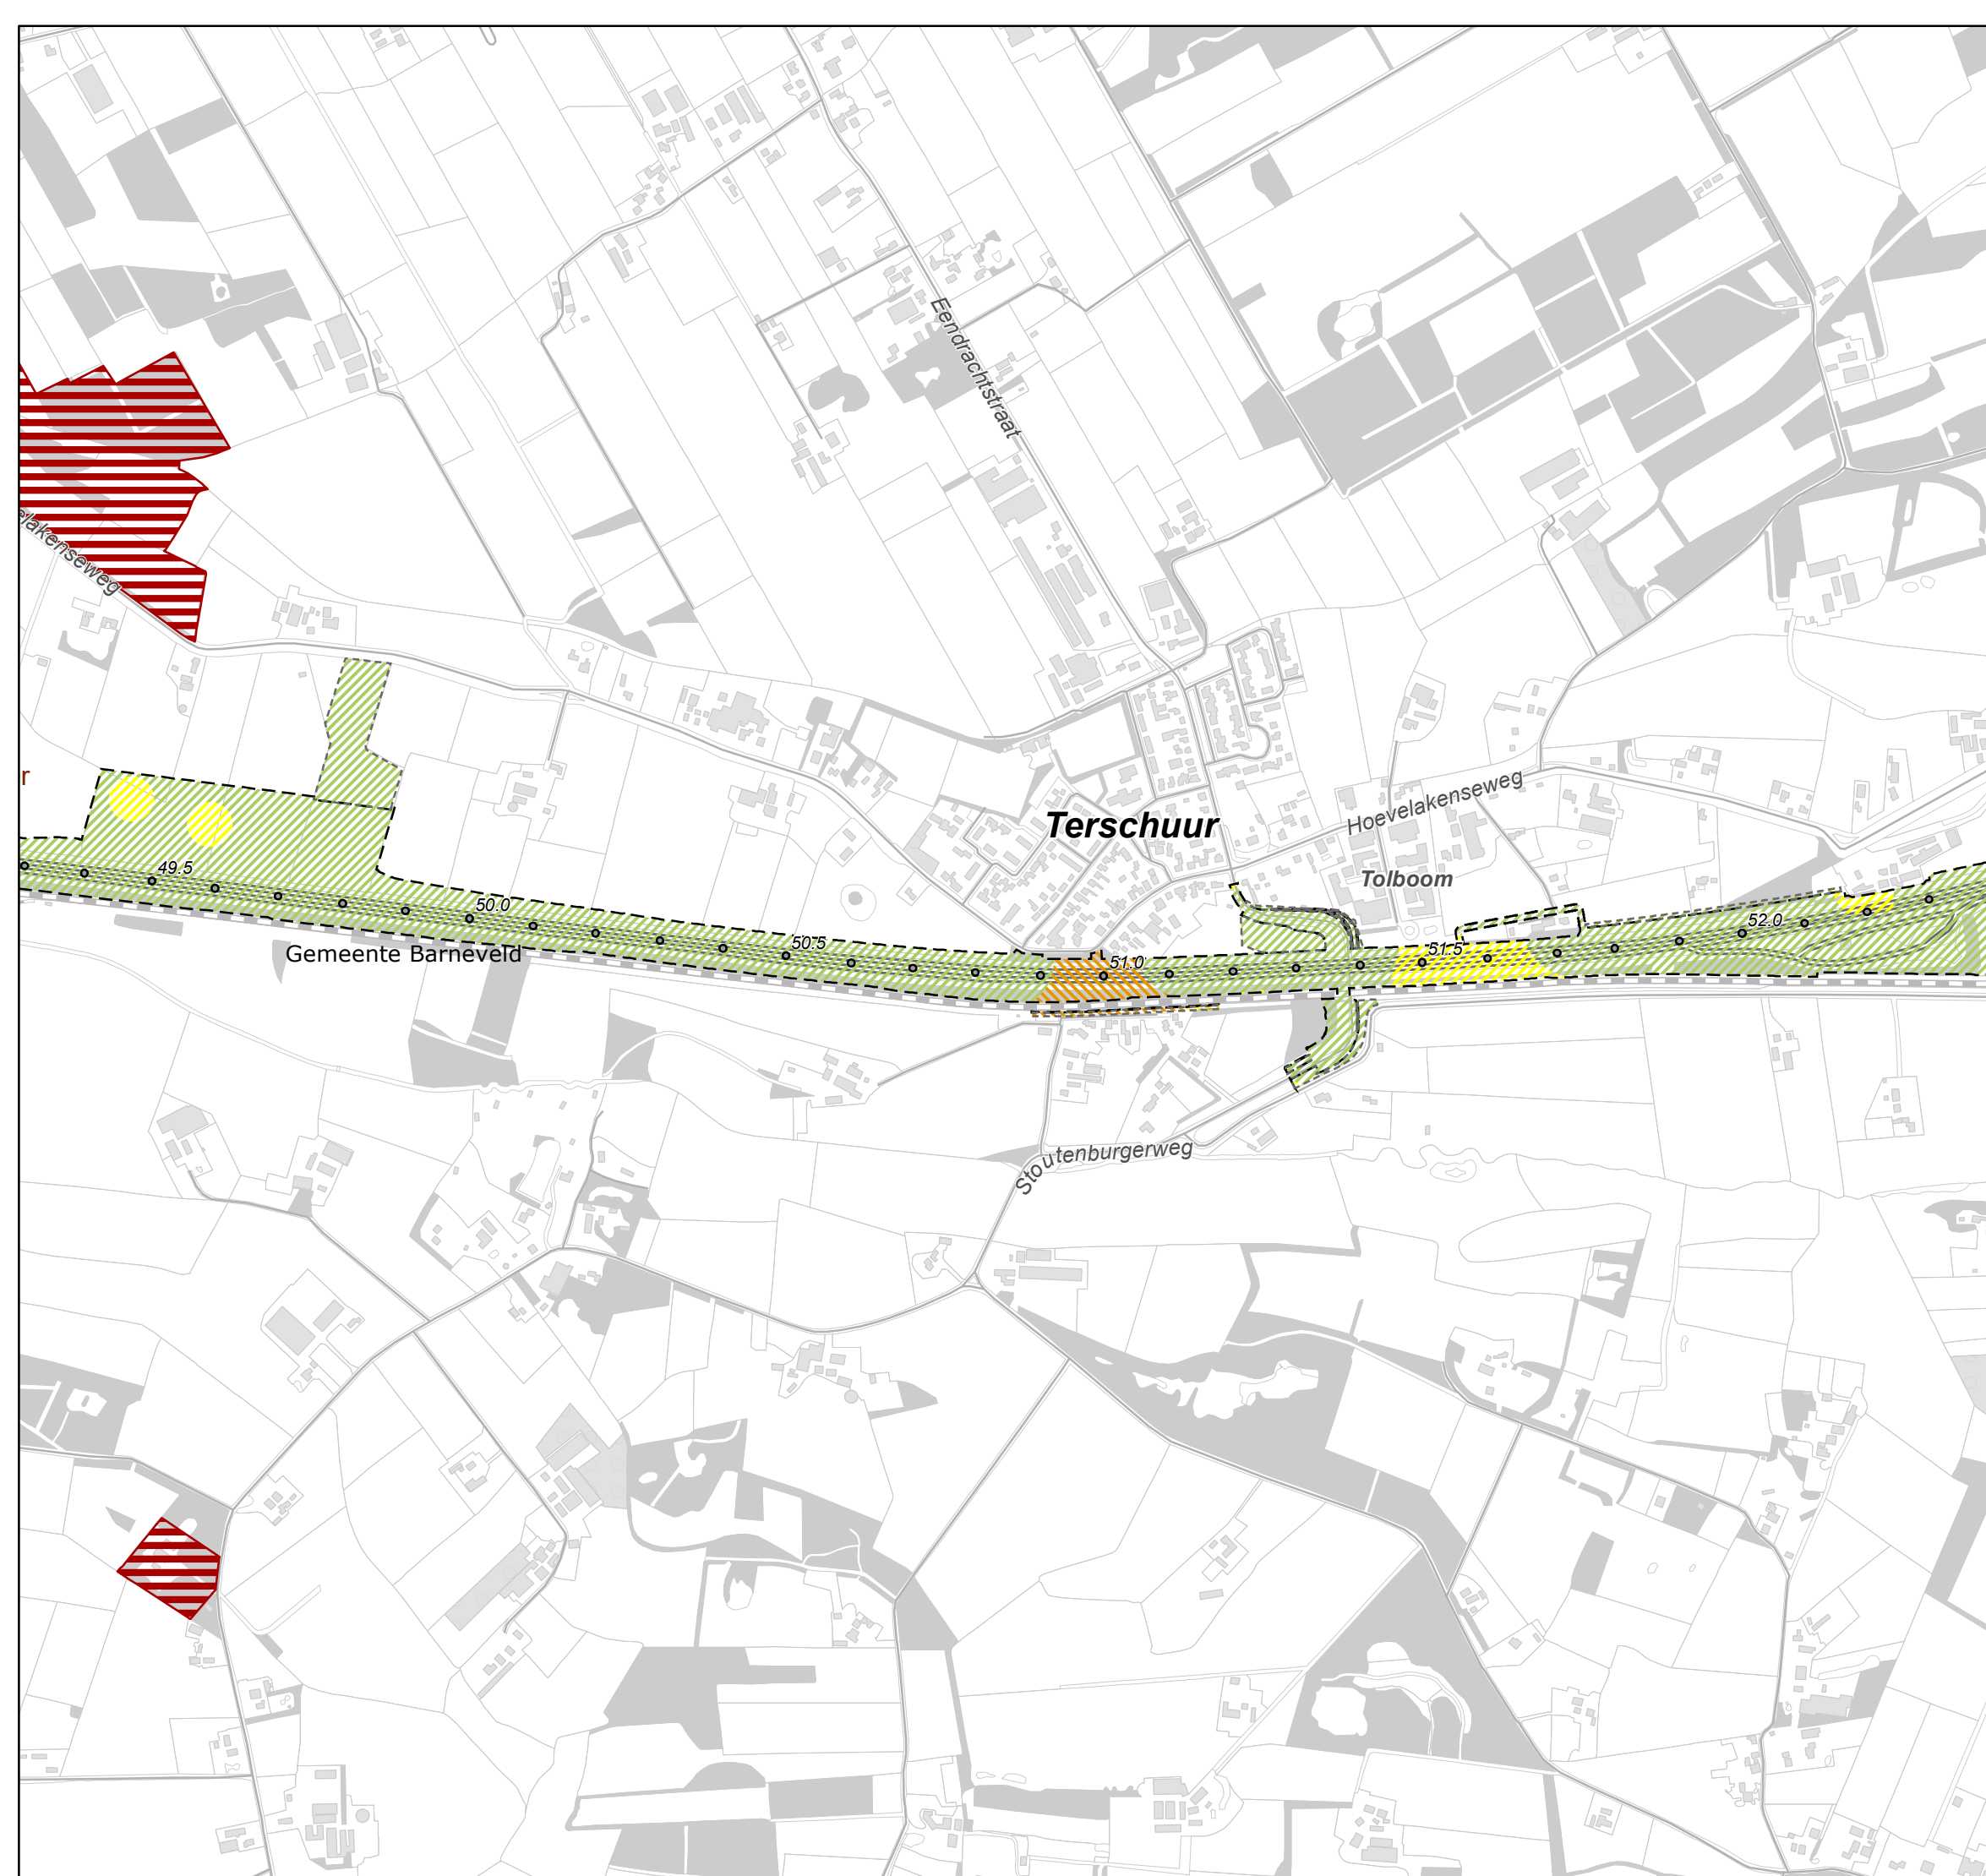 Eendrachtstraat
elakenseweg
r
Terschuur
Hoevelakenseweg
Tolboom
49.5
50.0
50.5
51.0
51.5
52.0
Gemeente Barneveld
Stoutenburgerweg